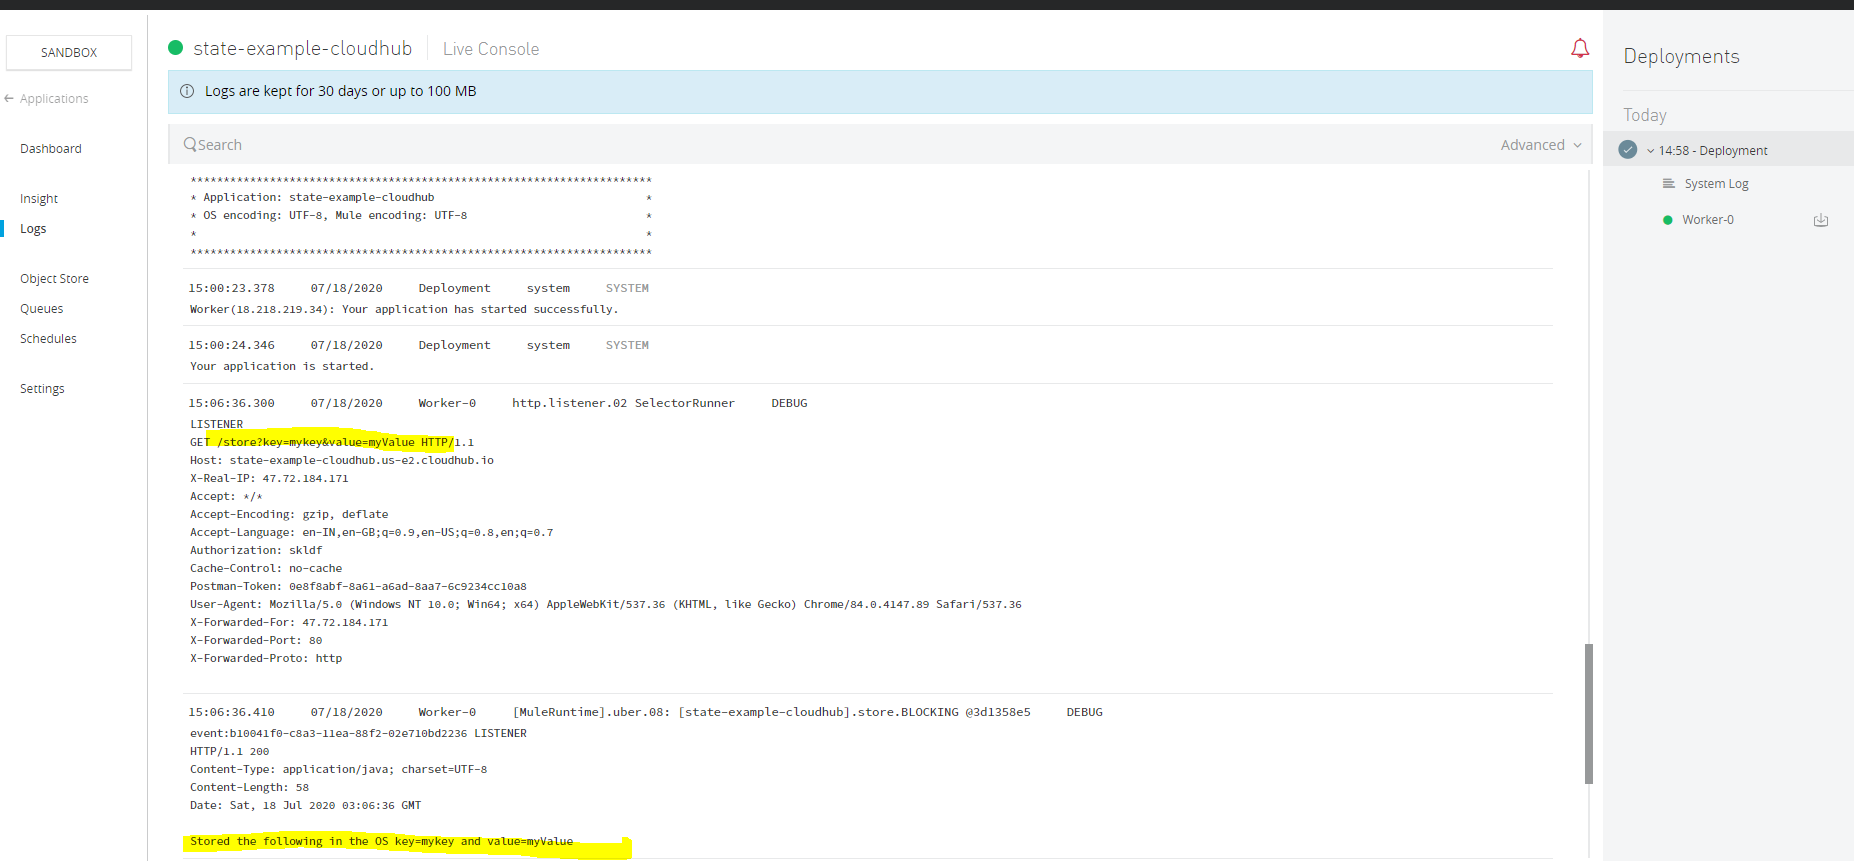 SANDBOX
Applications
Dashboard
Insight
Logs
Object Store
Queues
Schedules
Settings
state-example-cloudhub
Live Console
Logs are kept for 30 days or up to 100 MB
Search
Advanced
***********************************************************************
* Application: state-example-cloudhub *
* OS encoding: UTF-8, Mule encoding: UTF-8 *
* *
***********************************************************************
15:00:23.378 07/18/2020 Deployment system SYSTEM
Worker(18.218.219.34): Your application has started successfully.
15:00:24.346 07/18/2020 Deployment system SYSTEM
Your application is started.
15:06:36.300 07/18/2020 Worker-0 http.listener.02 SelectorRunner DEBUG
LISTENER
GET /store?key=mykey&value=myValue HTTP/1.1
Host: state-example-cloudhub.us-e2.cloudhub.io
X-Real-IP: 47.72.184.171
Accept: */*
Accept-Encoding: gzip, deflate
Accept-Language: en-IN,en-GB;q=0.9,en-US;q=0.8,en;q=0.7
Authorization: skldf
Cache-Control: no-cache
Postman-Token: 0e8f8abf-8a61-a6ad-8aa7-6c9234cc10a8
User-Agent: Mozilla/5.0 (Windows NT 10.0; Win64; x64) AppleWebKit/537.36 (KHTML, like Gecko) Chrome/84.0.4147.89 Safari/537.36
X-Forwarded-For: 47.72.184.171
X-Forwarded-Port: 80
X-Forwarded-Proto: http
15:06:36.410 07/18/2020 Worker-0 [MuleRuntime].uber.08: [state-example-cloudhub].store.BLOCKING @3d1358e5 DEBUG
event:b10041f0-c8a3-11ea-88f2-02e710bd2236 LISTENER
HTTP/1.1 200
Content-Type: application/java; charset=UTF-8
Content-Length: 58
Date: Sat, 18 Jul 2020 03:06:36 GMT
Stored the following in the OS key=mykey and value=myValue
Deployments
Today
14:58 - Deployment
System Log
Worker-0